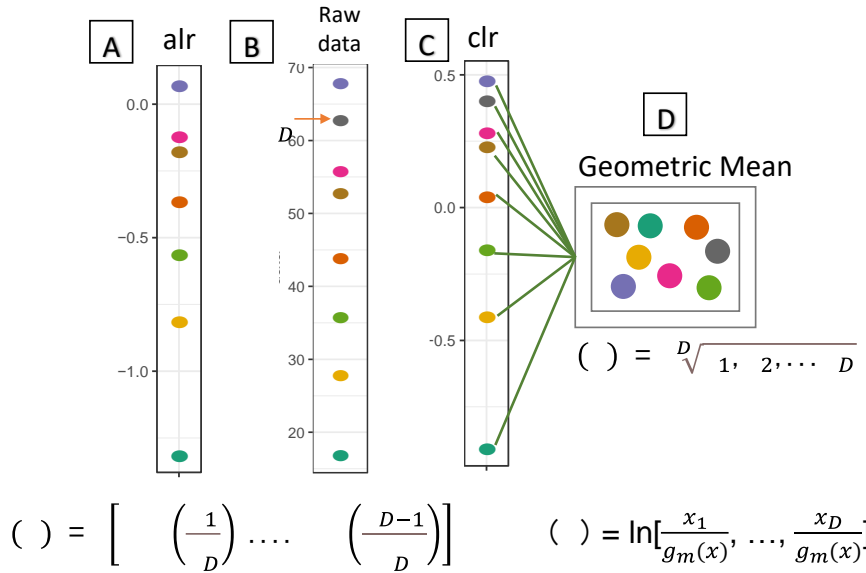 A alr B Raw data C clr
D
Geometric Mean
70
60
50
40
30
20
0.0
−0.5
−1.0
0.5
0.0
-0.5
D
( ) = D√ 1, 2,··· D
( ) = [ (1/D) .... (D−1/D) ]
( ) = ln[x₁/gₘ(x), …, x_D/gₘ(x)]